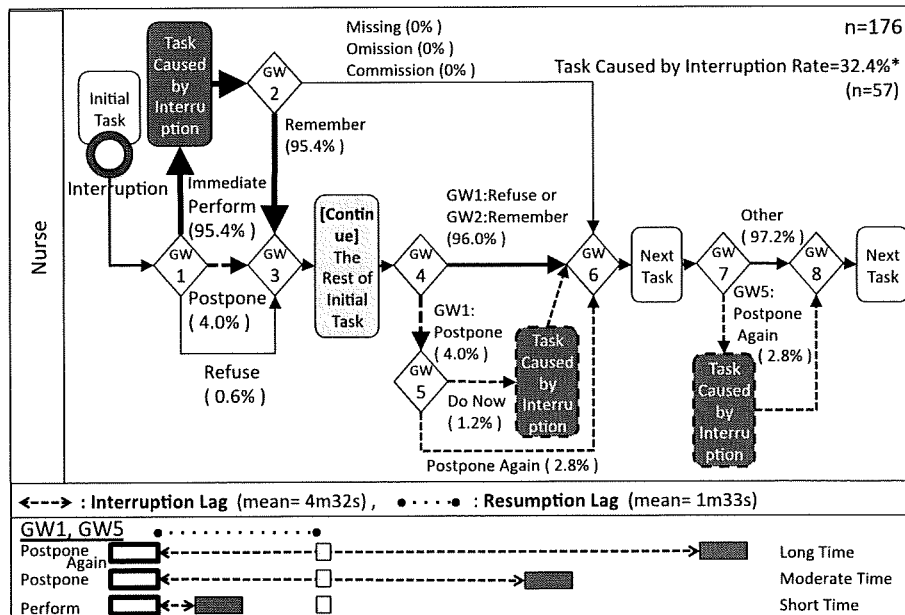 Nurse
n=176
Task Caused by Interruption Rate=32.4%*
(n=57)
Missing (0%)
Omission (0%)
Commission (0%)
Task
Caused
by
Interru
ption
GW
2
Initial
Task
Interruption
Remember
(95.4%)
Immediate
Perform
(95.4%)
GW
1
Postpone
(4.0%)
Refuse
( 0.6%)
GW
3
[Contin
ue]
The
Rest of
Initial
Task
GW1:Refuse or
GW2:Remember
(96.0%)
GW
4
GW1:
Postpone
(4.0%)
GW
5
Do Now
( 1.2%)
Postpone Again ( 2.8%)
Task
Caused
by
Interru
ption
GW
6
Next
Task
GW
7
Other
( 97.2%)
GW5:
Postpone
Again
( 2.8%)
Task
Caused
by
Interru
ption
GW
8
Next
Task
: Interruption Lag (mean= 4m32s) , : Resumption Lag (mean= 1m33s)
GW1, GW5
Postpone
Again
Long Time
Postpone
Moderate Time
Perform
Short Time